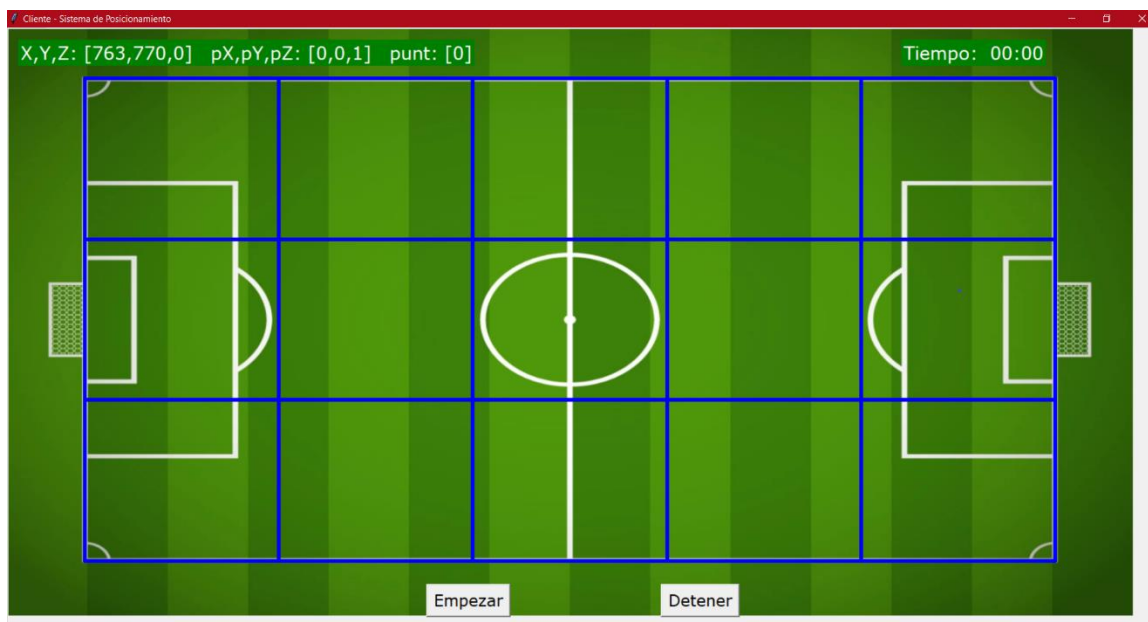 Cliente - Sistema de Posicionamiento
X,Y,Z: [763,770,0] pX,pY,pZ: [0,0,1] punt: [0] Tiempo: 00:00
Empezar Detener